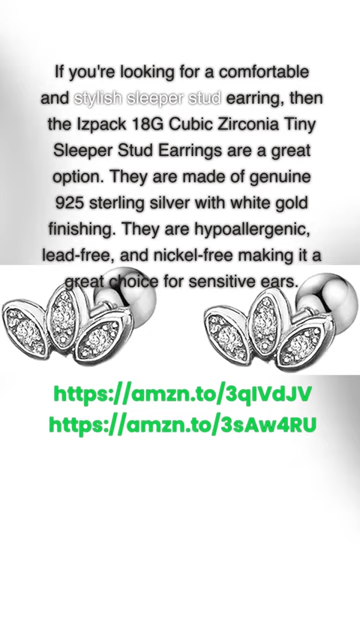 If you're looking for a comfortable
and stylish sleeper stud earring, then
the Izpack 18G Cubic Zirconia Tiny
Sleeper Stud Earrings are a great
option. They are made of genuine
925 sterling silver with white gold
finishing. They are hypoallergenic,
lead-free, and nickel-free making it a
great choice for sensitive ears.
https://amzn.to/3qIVdJV
https://amzn.to/3sAw4RU